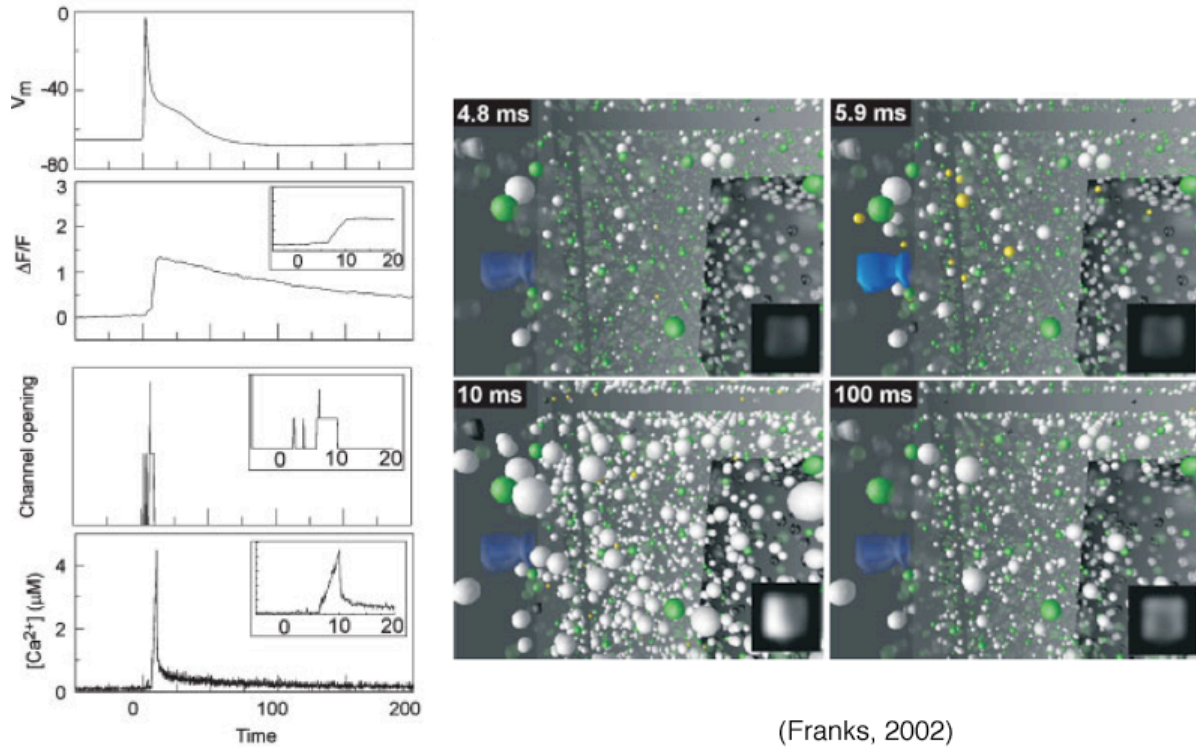 0
-40
-80
Vm
3
2
1
0
ΔF/F
0 10 20
Channel opening
0 10 20
4
2
0
[Ca2+] (μM)
0 10 20
0 100 200
Time
4.8 ms
5.9 ms
10 ms
100 ms
(Franks, 2002)